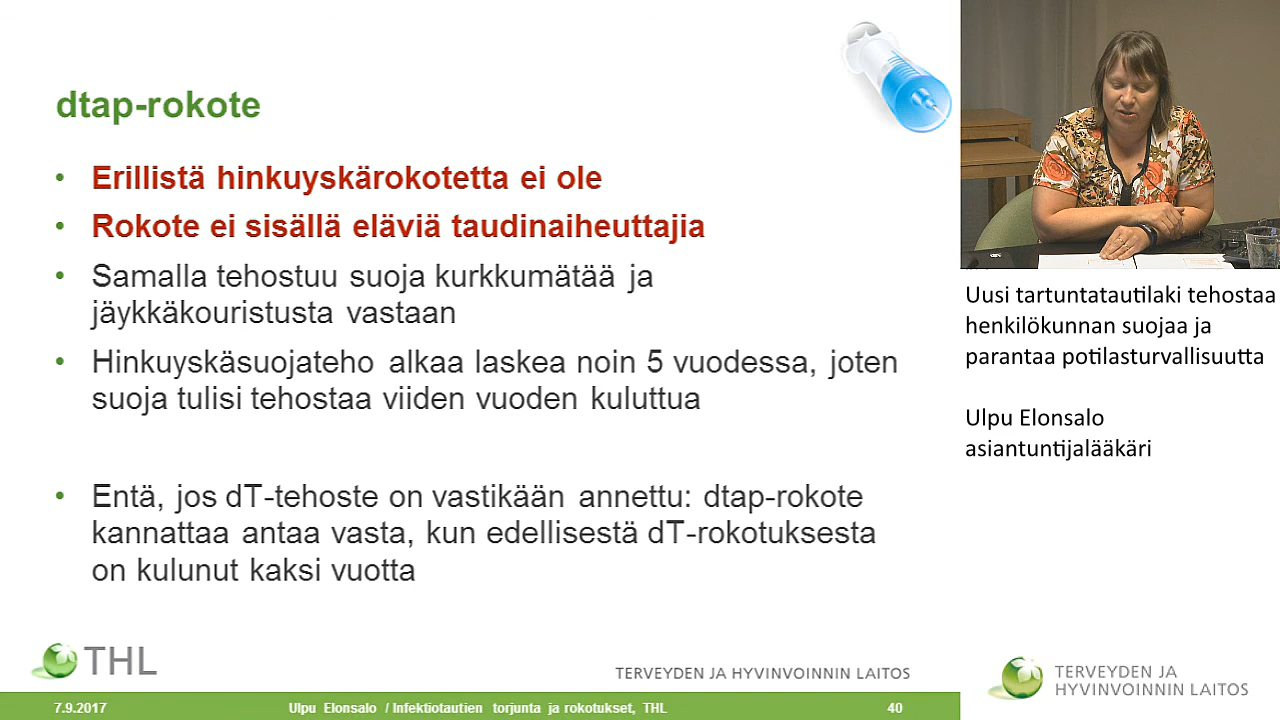 dtap-rokote
• Erillistä hinkuyskärokotetta ei ole
• Rokote ei sisällä eläviä taudinaiheuttajia
• Samalla tehostuu suoja kurkkumätää ja
jäykkäkouristusta vastaan
• Hinkuyskäsuojateho alkaa laskea noin 5 vuodessa, joten
suoja tulisi tehostaa viiden vuoden kuluttua
• Entä, jos dT-tehoste on vastikään annettu: dtap-rokote
kannattaa antaa vasta, kun edellisestä dT-rokotuksesta
on kulunut kaksi vuotta
THL
TERVEYDEN JA HYVINVOINNIN LAITOS
7.9.2017 Ulpu Elonsalo / Infektiotautien torjunta ja rokotukset, THL 40
Uusi tartuntatautilaki tehostaa
henkilökunnan suojaa ja
parantaa potilasturvallisuutta
Ulpu Elonsalo
asiantuntijalääkäri
TERVEYDEN JA
HYVINVOINNIN LAITOS